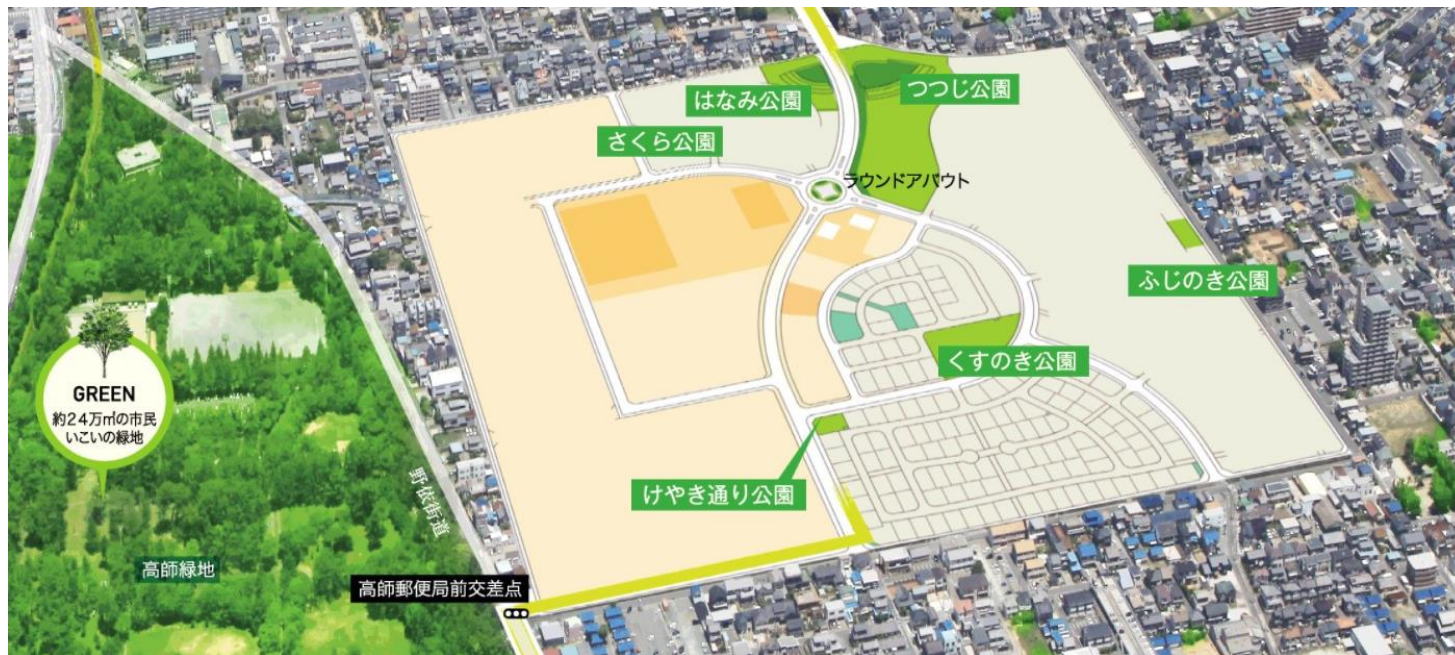 はなみ公園
つつじ公園
さくら公園
ラウンドアバウト
ふじのき公園
くすのき公園
GREEN
約24万㎡の市民
いこいの緑地
けやき通り公園
野依街道
高師緑地
高師郵便局前交差点